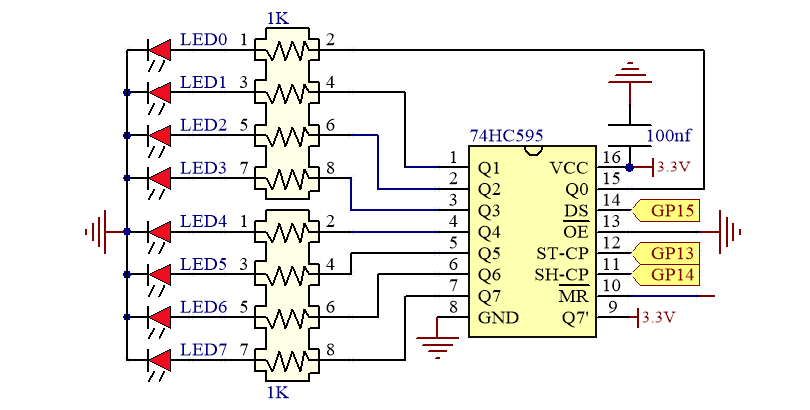 1K
LED0 1 2
LED1 3 4
LED2 5 6
LED3 7 8
LED4 1 2
LED5 3 4
LED6 5 6
LED7 7 8
1K
74HC595
1 Q1
2 Q2
3 Q3
4 Q4
5 Q5
6 Q6
7 Q7
8 GND
VCC 16
Q0 15
DS 14
OE 13
ST-CP 12
SH-CP 11
MR 10
Q7' 9
100nf
3.3V
GP15
GP13
GP14
3.3V